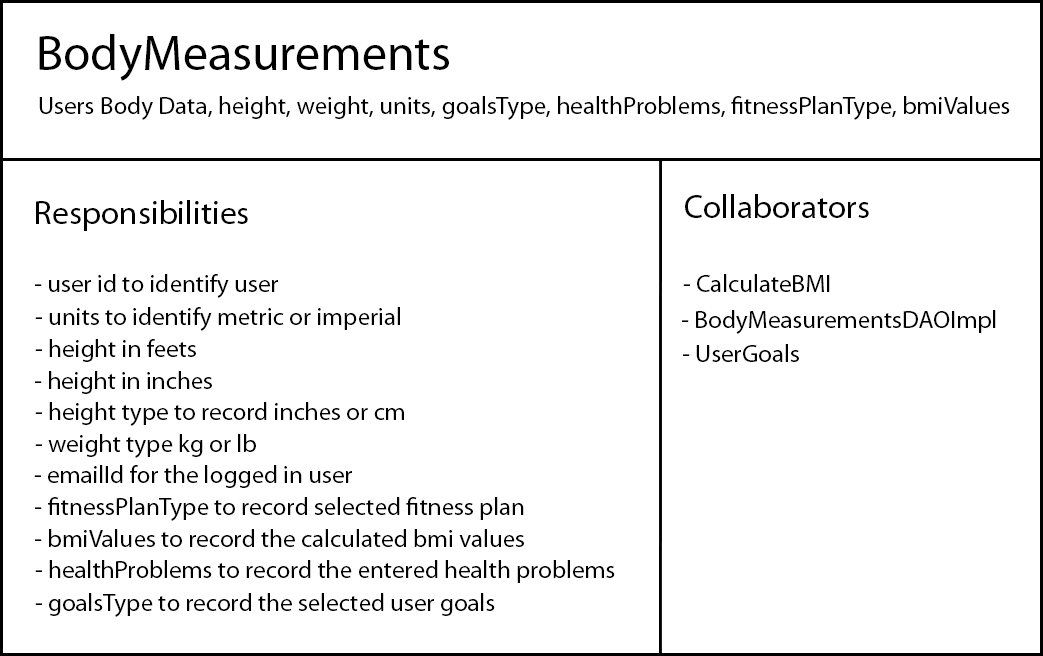 BodyMeasurements
Users Body Data, height, weight, units, goalsType, healthProblems, fitnessPlanType, bmiValues
Responsibilities
- user id to identify user
- units to identify metric or imperial
- height in feets
- height in inches
- height type to record inches or cm
- weight type kg or lb
- emailId for the logged in user
- fitnessPlanType to record selected fitness plan
- bmiValues to record the calculated bmi values
- healthProblems to record the entered health problems
- goalsType to record the selected user goals
Collaborators
- CalculateBMI
- BodyMeasurementsDAOImpl
- UserGoals